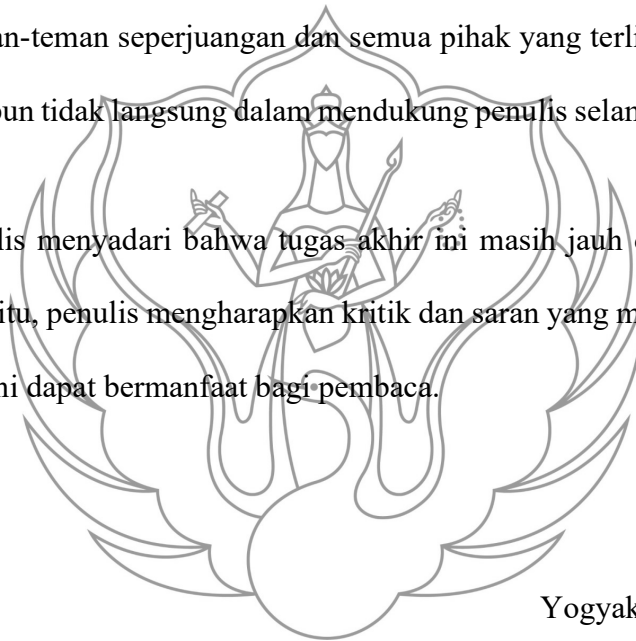 an-teman seperjuangan dan semua pihak yang terli
pun tidak langsung dalam mendukung penulis selam
lis menyadari bahwa tugas akhir ini masih jauh
itu, penulis mengharapkan kritik dan saran yang m
ni dapat bermanfaat bagi pembaca.
Yogyak